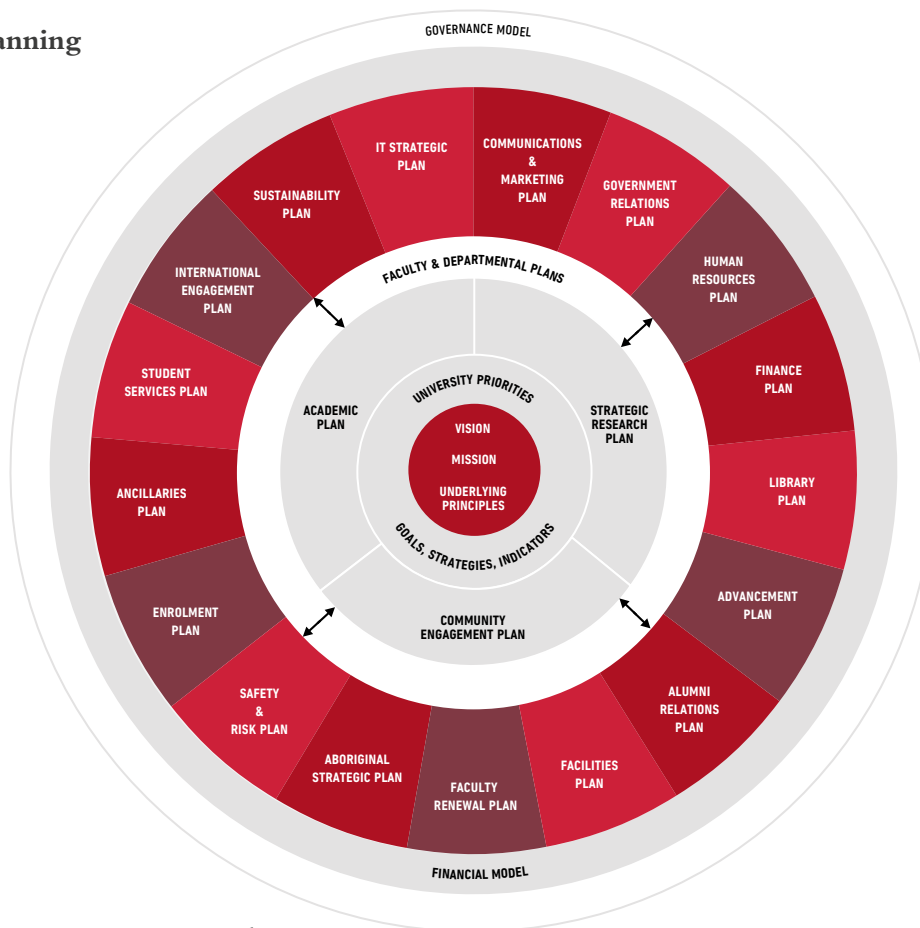 anning
GOVERNANCE MODEL
IT STRATEGIC
PLAN
COMMUNICATIONS
&
MARKETING
PLAN
GOVERNMENT
RELATIONS
PLAN
HUMAN
RESOURCES
PLAN
FINANCE
PLAN
LIBRARY
PLAN
ADVANCEMENT
PLAN
ALUMNI
RELATIONS
PLAN
FACILITIES
PLAN
FACULTY
RENEWAL PLAN
ABORIGINAL
STRATEGIC PLAN
SAFETY
&
RISK PLAN
ENROLMENT
PLAN
ANCILLARIES
PLAN
STUDENT
SERVICES PLAN
INTERNATIONAL
ENGAGEMENT
PLAN
SUSTAINABILITY
PLAN
FACULTY & DEPARTMENTAL PLANS
ACADEMIC
PLAN
STRATEGIC
RESEARCH
PLAN
COMMUNITY
ENGAGEMENT PLAN
UNIVERSITY PRIORITIES
VISION
MISSION
UNDERLYING
PRINCIPLES
GOALS, STRATEGIES, INDICATORS
FINANCIAL MODEL